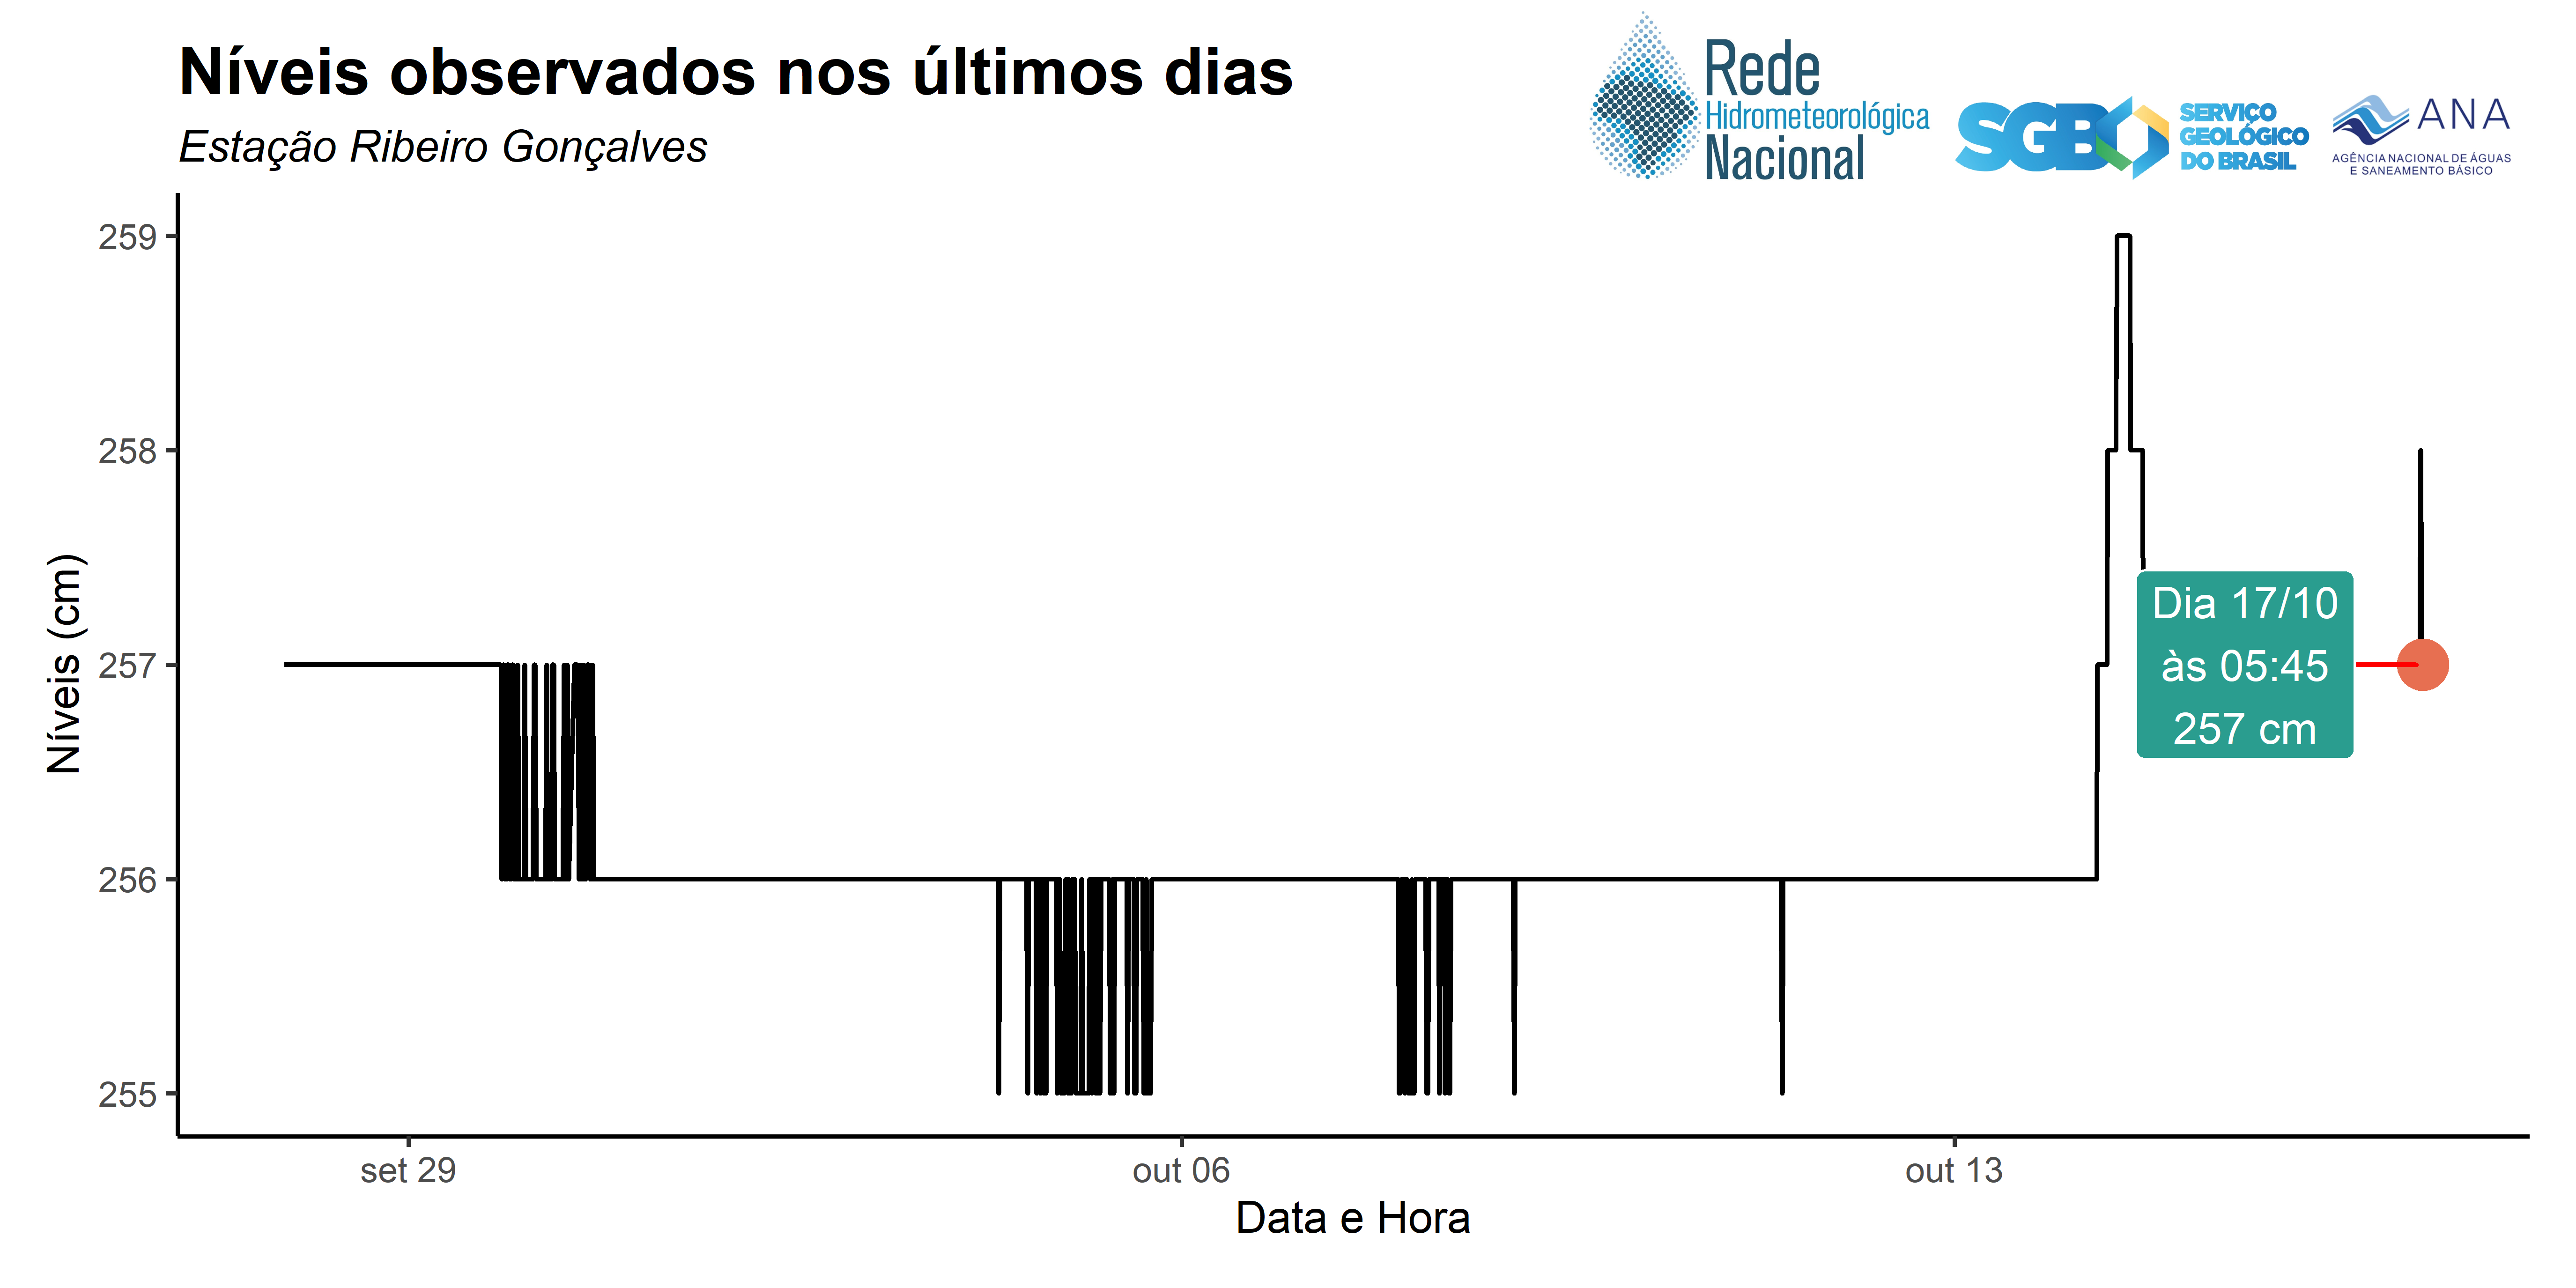 Níveis observados nos últimos dias
Estação Ribeiro Gonçalves
Rede
Hidrometeorológica
Nacional
SGB
SERVIÇO
GEOLÓGICO
DO BRASIL
ANA
AGÊNCIA NACIONAL DE ÁGUAS
E SANEAMENTO BÁSICO
259
258
257
256
255
Níveis (cm)
Dia 17/10
às 05:45
257 cm
set 29
out 06
out 13
Data e Hora